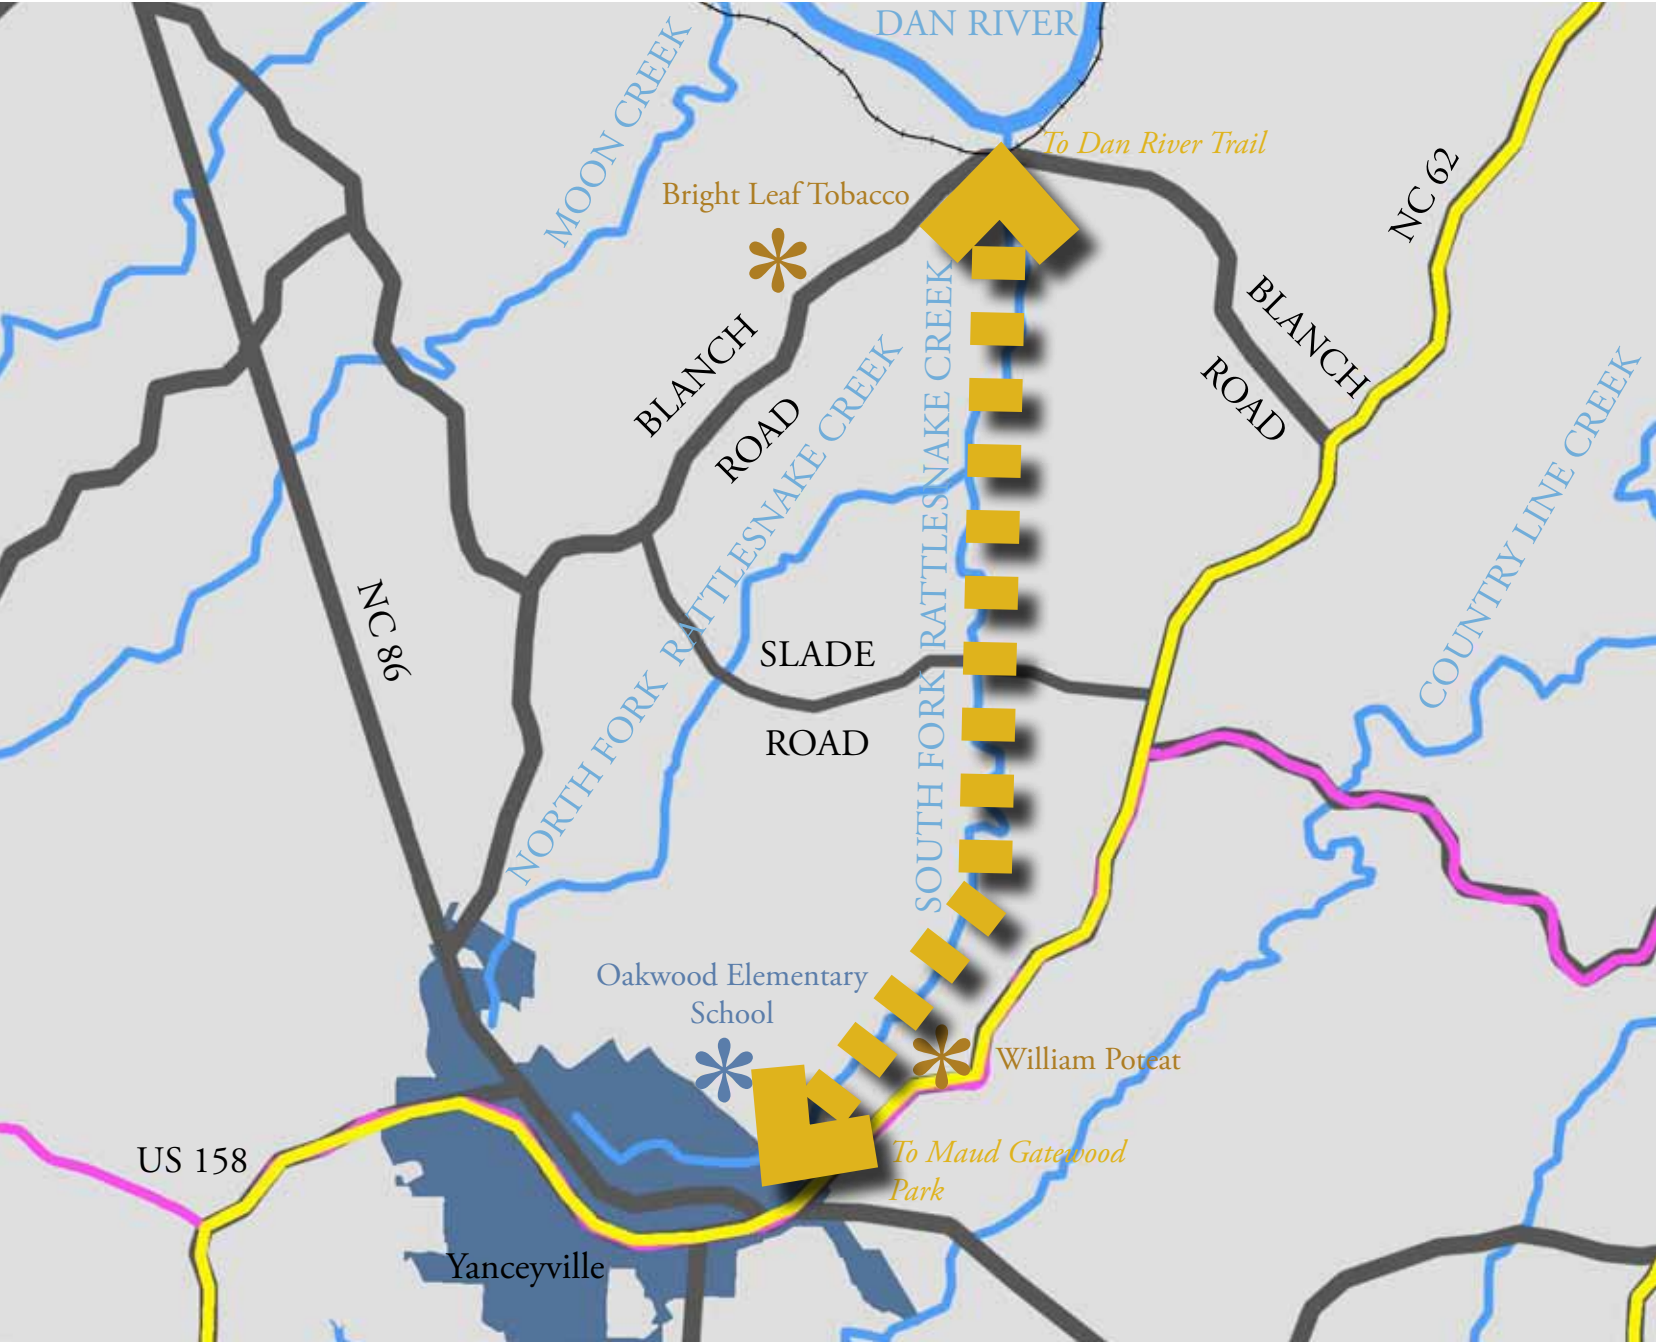 DAN RIVER
MOON CREEK
To Dan River Trail
NC 62
Bright Leaf Tobacco
BLANCH
ROAD
BLANCH
ROAD
NORTH FORK RATTLESNAKE CREEK
SOUTH FORK RATTLESNAKE CREEK
COUNTRY LINE CREEK
NC 86
SLADE
ROAD
Oakwood Elementary
School
William Poteat
US 158
To Maud Gatewood
Park
Yanceyville